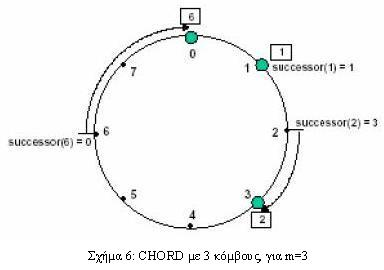 6
0
1
1
successor(1) = 1
7
2
successor(2) = 3
6
successor(6) = 0
3
2
5
4
Σχήμα 6: CHORD με 3 κόμβους, για m=3